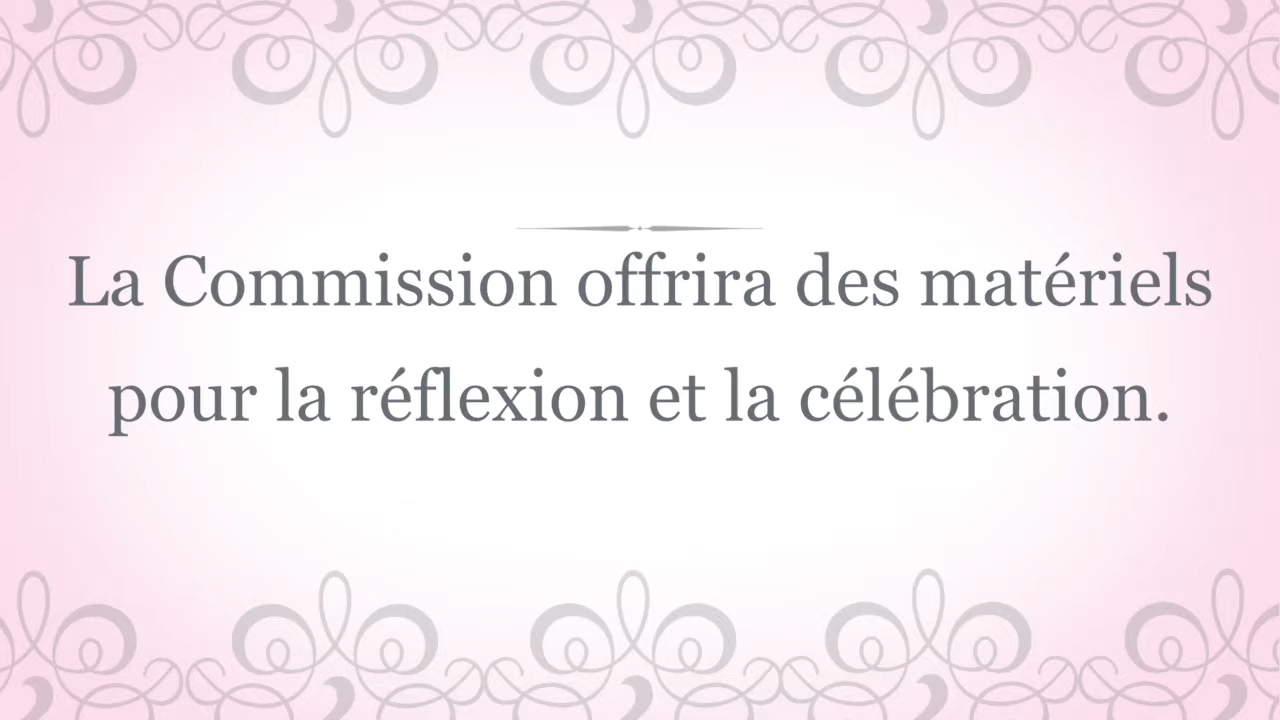 La Commission offrira des matériels
pour la réflexion et la célébration.